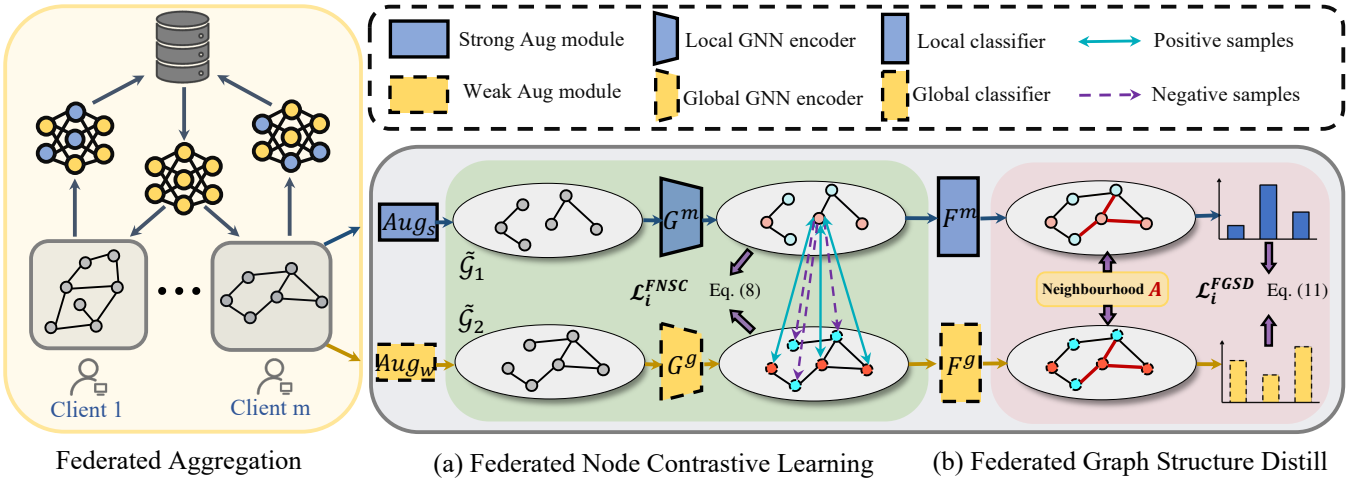 Strong Aug module
Local GNN encoder
Local classifier
Positive samples
Weak Aug module
Global GNN encoder
Global classifier
Negative samples
Client 1
Client m
Federated Aggregation
Aug_s
𝒢̃_1
G^m
F^m
ℒ_i^{FNSC}
Eq. (8)
Neighbourhood A
ℒ_i^{FGSD}
Eq. (11)
𝒢̃_2
Aug_w
G^g
F^g
(a) Federated Node Contrastive Learning
(b) Federated Graph Structure Distill